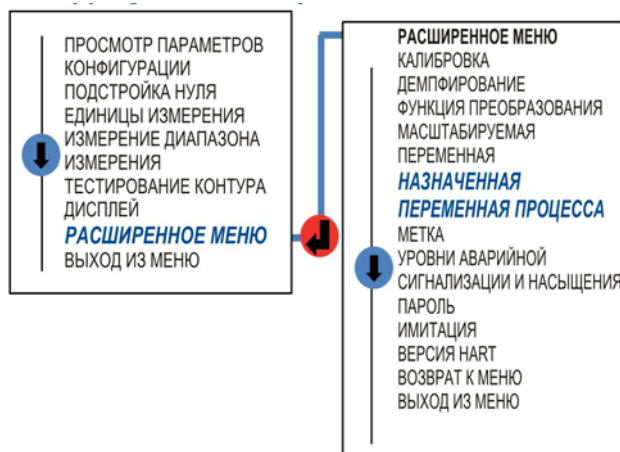 ПРОСМОТР ПАРАМЕТРОВ
КОНФИГУРАЦИИ
ПОДСТРОЙКА НУЛЯ
ЕДИНИЦЫ ИЗМЕРЕНИЯ
ИЗМЕРЕНИЕ ДИАПАЗОНА
ИЗМЕРЕНИЯ
ТЕСТИРОВАНИЕ КОНТУРА
ДИСПЛЕЙ
РАСШИРЕННОЕ МЕНЮ
ВЫХОД ИЗ МЕНЮ
РАСШИРЕННОЕ МЕНЮ
КАЛИБРОВКА
ДЕМПФИРОВАНИЕ
ФУНКЦИЯ ПРЕОБРАЗОВАНИЯ
МАСШТАБИРУЕМАЯ
ПЕРЕМЕННАЯ
НАЗНАЧЕННАЯ
ПЕРЕМЕННАЯ ПРОЦЕССА
МЕТКА
УРОВНИ АВАРИЙНОЙ
СИГНАЛИЗАЦИИ И НАСЫЩЕНИЯ
ПАРОЛЬ
ИМИТАЦИЯ
ВЕРСИЯ HART
ВОЗВРАТ К МЕНЮ
ВЫХОД ИЗ МЕНЮ